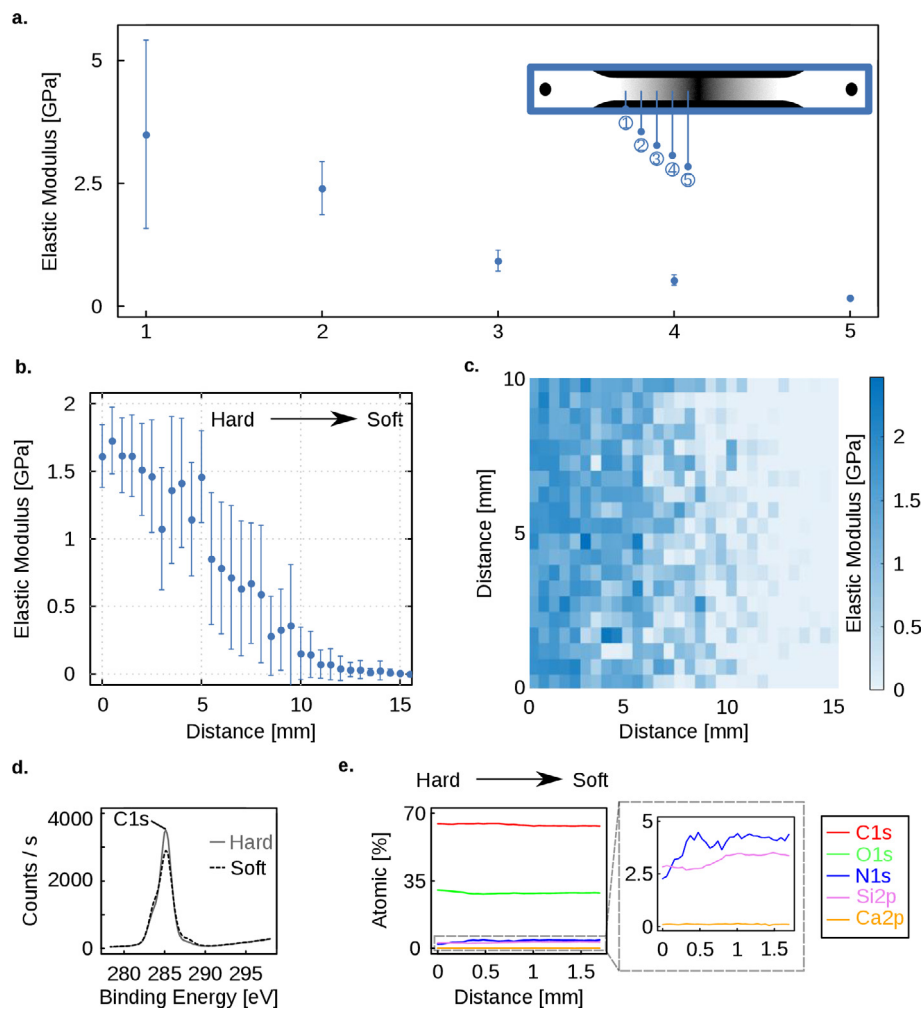 a.
Elastic Modulus [GPa]
5
2.5
0
1 2 3 4 5
①
②
③
④
⑤
b.
Elastic Modulus [GPa]
2
1.5
1
0.5
0
Hard Soft
0 5 10 15
Distance [mm]
c.
Distance [mm]
10
5
0
0 5 10 15
Distance [mm]
Elastic Modulus [GPa]
2
1.5
1
0.5
0
d.
Counts / s
4000
2000
0
C1s
Hard
Soft
280 285 290 295
Binding Energy [eV]
e.
Hard Soft
Atomic [%]
70
35
0
0 0.5 1 1.5
Distance [mm]
5
2.5
0
0 0.5 1 1.5
C1s
O1s
N1s
Si2p
Ca2p